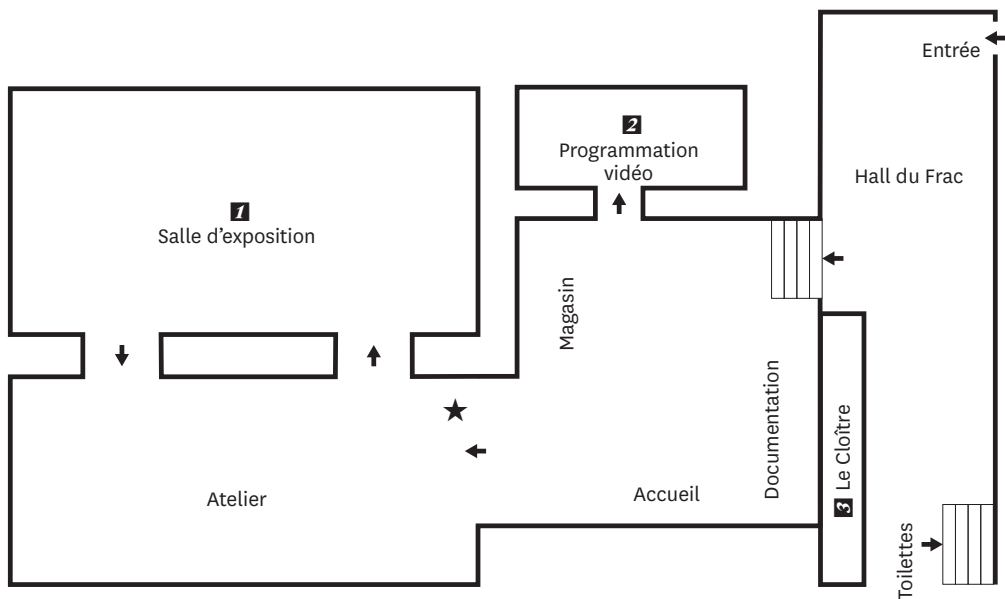 Entrée
Hall du Frac
2
Programmation
vidéo
1
Salle d'exposition
Magasin
Documentation
3 Le Cloître
Atelier
Accueil
Toilettes